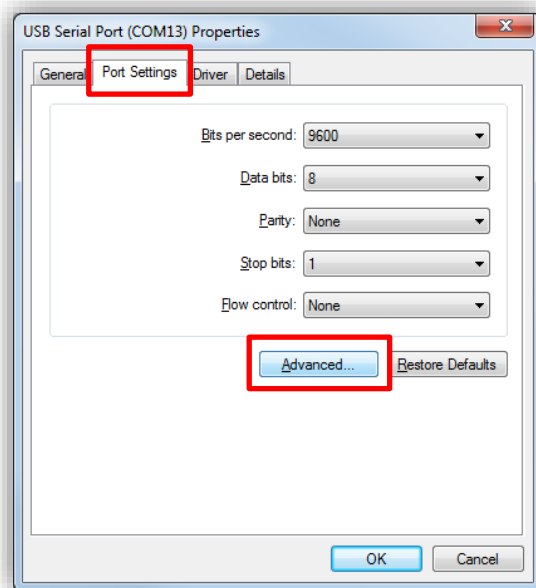 USB Serial Port (COM13) Properties
General Port Settings Driver Details
Bits per second: 9600
Data bits: 8
Parity: None
Stop bits: 1
Flow control: None
Advanced... Restore Defaults
OK Cancel